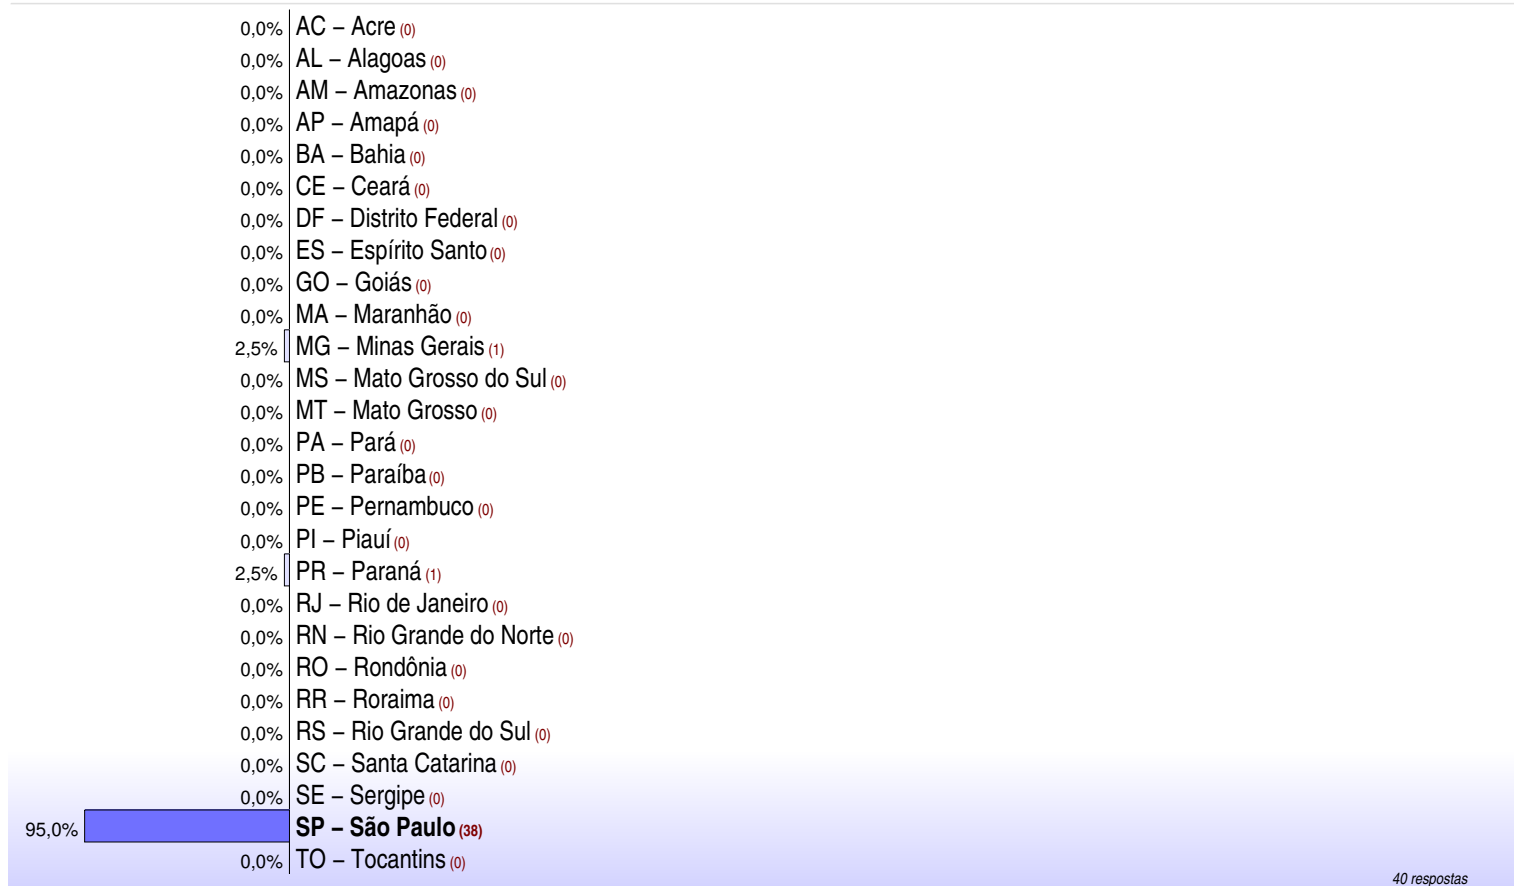 0,0% AC – Acre (0)
0,0% AL – Alagoas (0)
0,0% AM – Amazonas (0)
0,0% AP – Amapá (0)
0,0% BA – Bahia (0)
0,0% CE – Ceará (0)
0,0% DF – Distrito Federal (0)
0,0% ES – Espírito Santo (0)
0,0% GO – Goiás (0)
0,0% MA – Maranhão (0)
2,5% MG – Minas Gerais (1)
0,0% MS – Mato Grosso do Sul (0)
0,0% MT – Mato Grosso (0)
0,0% PA – Pará (0)
0,0% PB – Paraíba (0)
0,0% PE – Pernambuco (0)
0,0% PI – Piauí (0)
2,5% PR – Paraná (1)
0,0% RJ – Rio de Janeiro (0)
0,0% RN – Rio Grande do Norte (0)
0,0% RO – Rondônia (0)
0,0% RR – Roraima (0)
0,0% RS – Rio Grande do Sul (0)
0,0% SC – Santa Catarina (0)
0,0% SE – Sergipe (0)
95,0% SP – São Paulo (38)
0,0% TO – Tocantins (0)
40 respostas